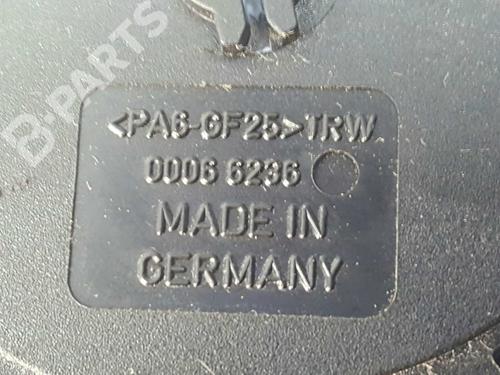 B-PARTS
<PA6-GF25>TRW
0006 6236
MADE IN
GERMANY